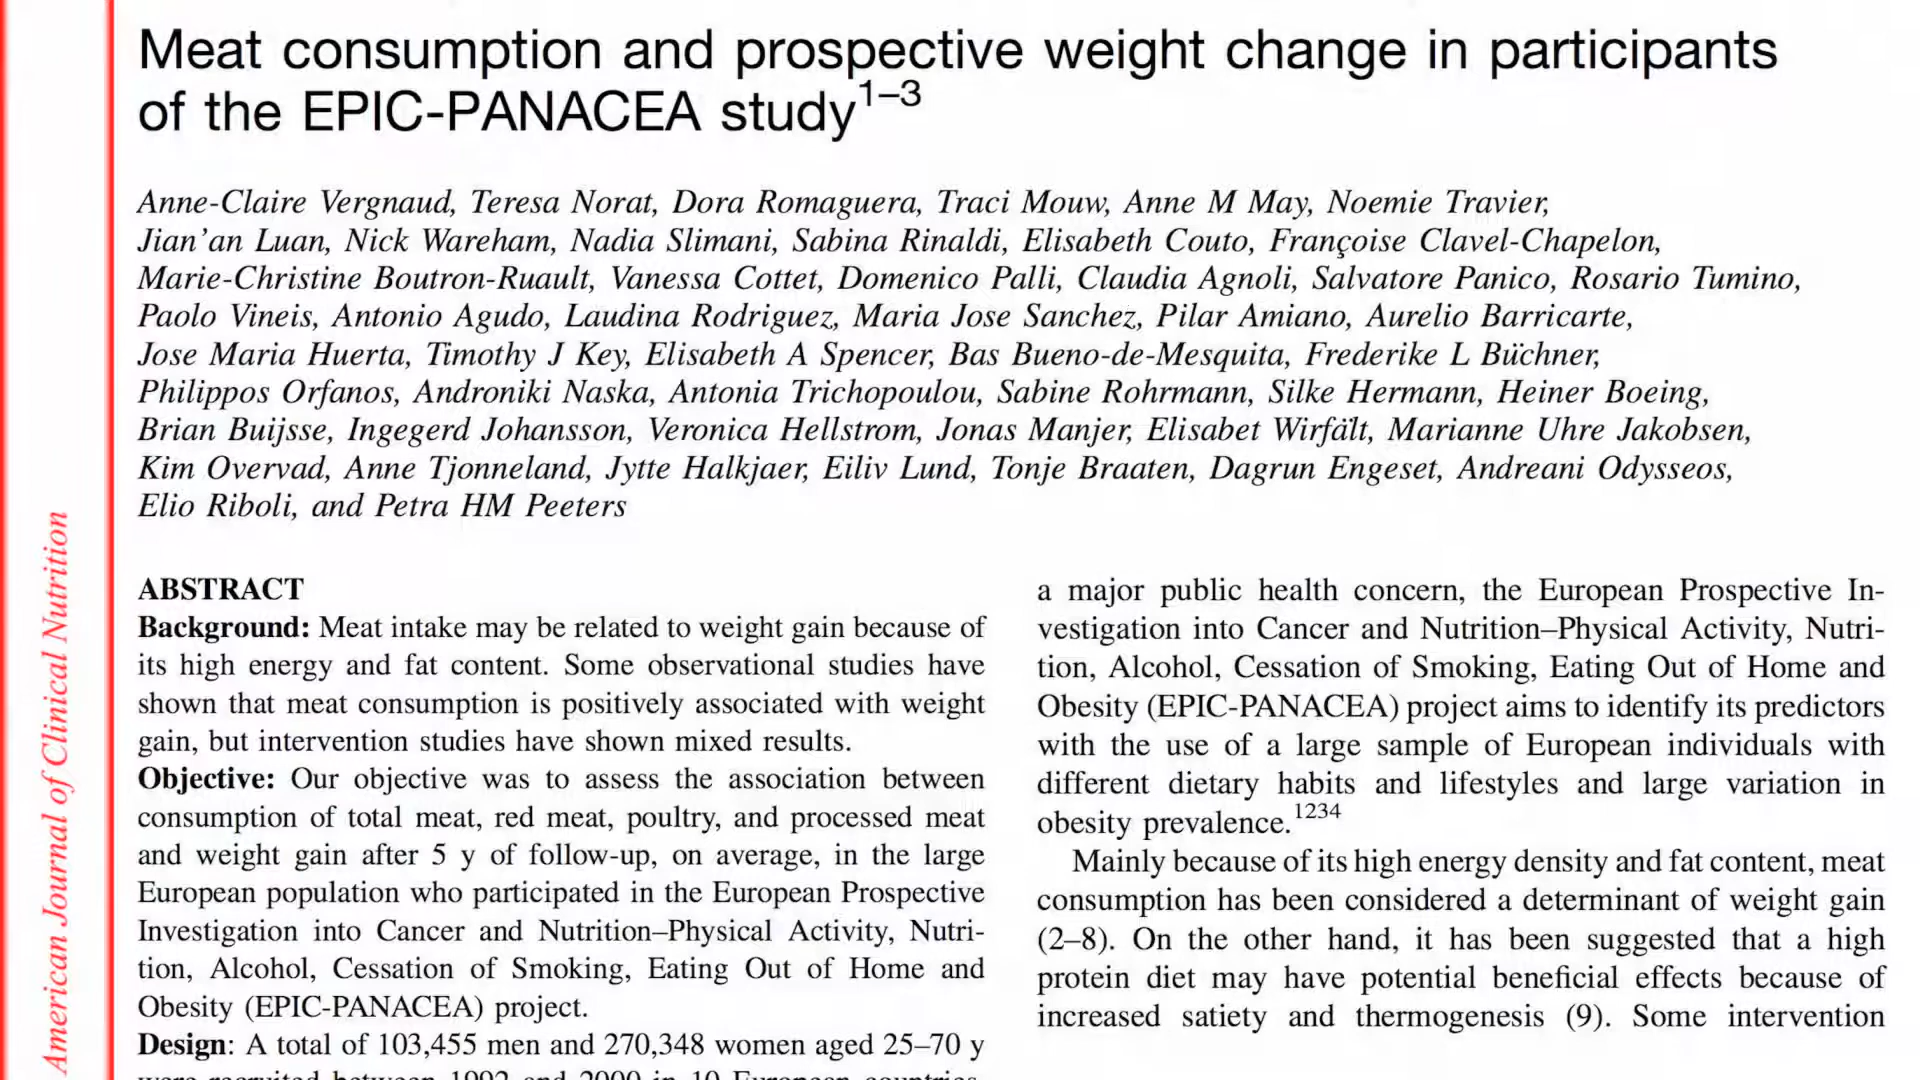 Meat consumption and prospective weight change in participants
of the EPIC-PANACEA study1–3
Anne-Claire Vergnaud, Teresa Norat, Dora Romaguera, Traci Mouw, Anne M May, Noemie Travier,
Jian'an Luan, Nick Wareham, Nadia Slimani, Sabina Rinaldi, Elisabeth Couto, Françoise Clavel-Chapelon,
Marie-Christine Boutron-Ruault, Vanessa Cottet, Domenico Palli, Claudia Agnoli, Salvatore Panico, Rosario Tumino,
Paolo Vineis, Antonio Agudo, Laudina Rodriguez, Maria Jose Sanchez, Pilar Amiano, Aurelio Barricarte,
Jose Maria Huerta, Timothy J Key, Elisabeth A Spencer, Bas Bueno-de-Mesquita, Frederike L Büchner,
Philippos Orfanos, Androniki Naska, Antonia Trichopoulou, Sabine Rohrmann, Silke Hermann, Heiner Boeing,
Brian Buijsse, Ingegerd Johansson, Veronica Hellstrom, Jonas Manjer, Elisabet Wirfält, Marianne Uhre Jakobsen,
Kim Overvad, Anne Tjonneland, Jytte Halkjaer, Eiliv Lund, Tonje Braaten, Dagrun Engeset, Andreani Odysseos,
Elio Riboli, and Petra HM Peeters
American Journal of Clinical Nutrition
ABSTRACT
Background: Meat intake may be related to weight gain because of
its high energy and fat content. Some observational studies have
shown that meat consumption is positively associated with weight
gain, but intervention studies have shown mixed results.
Objective: Our objective was to assess the association between
consumption of total meat, red meat, poultry, and processed meat
and weight gain after 5 y of follow-up, on average, in the large
European population who participated in the European Prospective
Investigation into Cancer and Nutrition–Physical Activity, Nutri-
tion, Alcohol, Cessation of Smoking, Eating Out of Home and
Obesity (EPIC-PANACEA) project.
Design: A total of 103,455 men and 270,348 women aged 25–70 y
were recruited between 1992 and 2000 in 10 European countries.
a major public health concern, the European Prospective In-
vestigation into Cancer and Nutrition–Physical Activity, Nutri-
tion, Alcohol, Cessation of Smoking, Eating Out of Home and
Obesity (EPIC-PANACEA) project aims to identify its predictors
with the use of a large sample of European individuals with
different dietary habits and lifestyles and large variation in
obesity prevalence.1234
Mainly because of its high energy density and fat content, meat
consumption has been considered a determinant of weight gain
(2–8). On the other hand, it has been suggested that a high
protein diet may have potential beneficial effects because of
increased satiety and thermogenesis (9). Some intervention